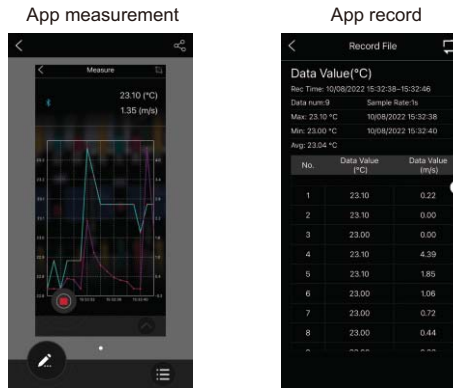 App measurement
App record
Measure
23.10 (°C)
1.35 (m/s)
Record File
Data Value(°C)
Rec Time: 10/08/2022 15:32:38-15:32:46
Data num:9 Sample Rate:1s
Max: 23.10 °C 10/08/2022 15:32:38
Min: 23.00 °C 10/08/2022 15:32:40
Avg: 23.04 °C
No. Data Value (°C) Data Value (m/s)
1 23.10 0.22
2 23.10 0.00
3 23.00 0.00
4 23.10 4.39
5 23.10 1.85
6 23.00 1.06
7 23.00 0.72
8 23.00 0.44